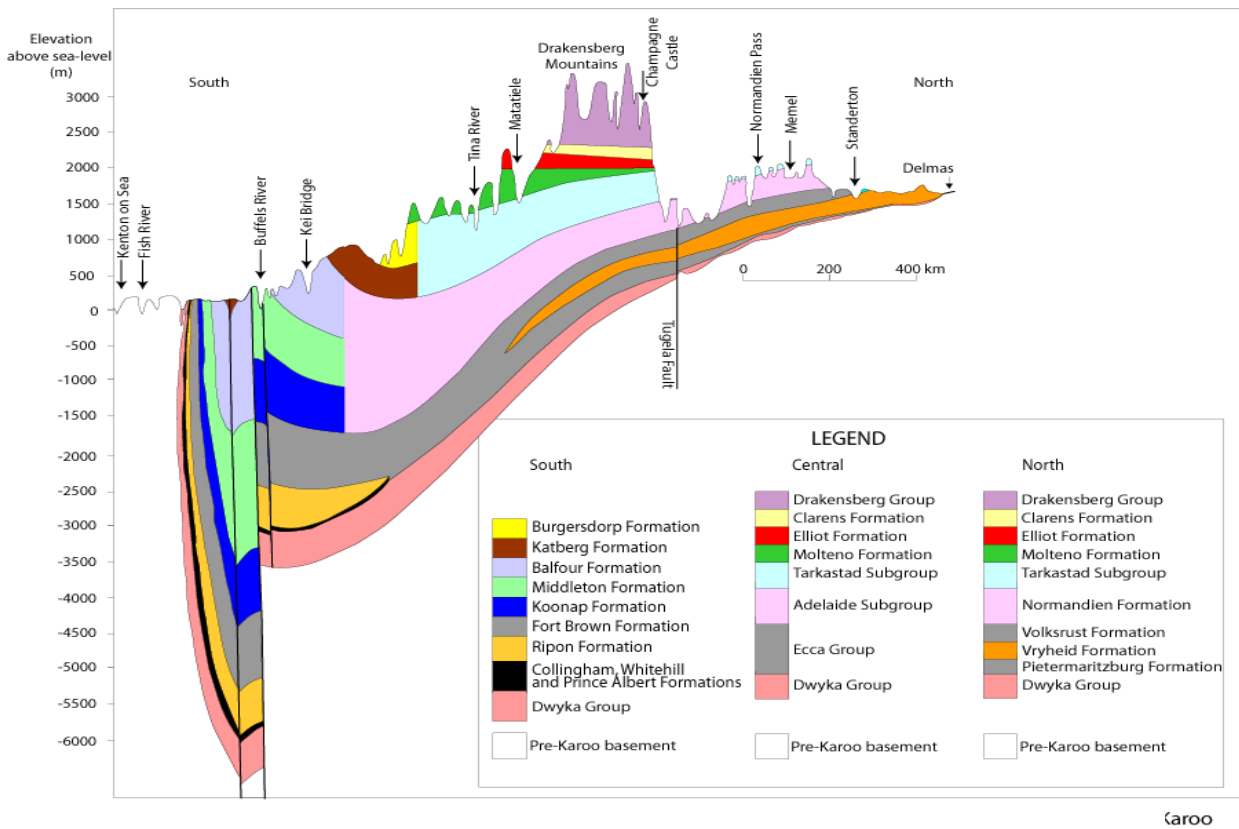 Elevation
above sea-level
(m)
South
Drakensberg
Mountains
Champagne
Castle
North
Kenton on Sea
Fish River
Buffels River
Kei Bridge
Tina River
Matatiele
Normandien Pass
Memel
Standerton
Delmas
3000
2500
2000
1500
1000
500
0
-500
-1000
-1500
-2000
-2500
-3000
-3500
-4000
-4500
-5000
-5500
-6000
0 200 400 km
Tugela Fault
LEGEND
South
Burgersdorp Formation
Katberg Formation
Balfour Formation
Middleton Formation
Koonap Formation
Fort Brown Formation
Ripon Formation
Collingham, Whitehill
and Prince Albert Formations
Dwyka Group
Pre-Karoo basement
Central
Drakensberg Group
Clarens Formation
Elliot Formation
Molteno Formation
Tarkastad Subgroup
Adelaide Subgroup
Ecca Group
Dwyka Group
Pre-Karoo basement
North
Drakensberg Group
Clarens Formation
Elliot Formation
Molteno Formation
Tarkastad Subgroup
Normandien Formation
Volksrust Formation
Vryheid Formation
Pietermaritzburg Formation
Dwyka Group
Pre-Karoo basement